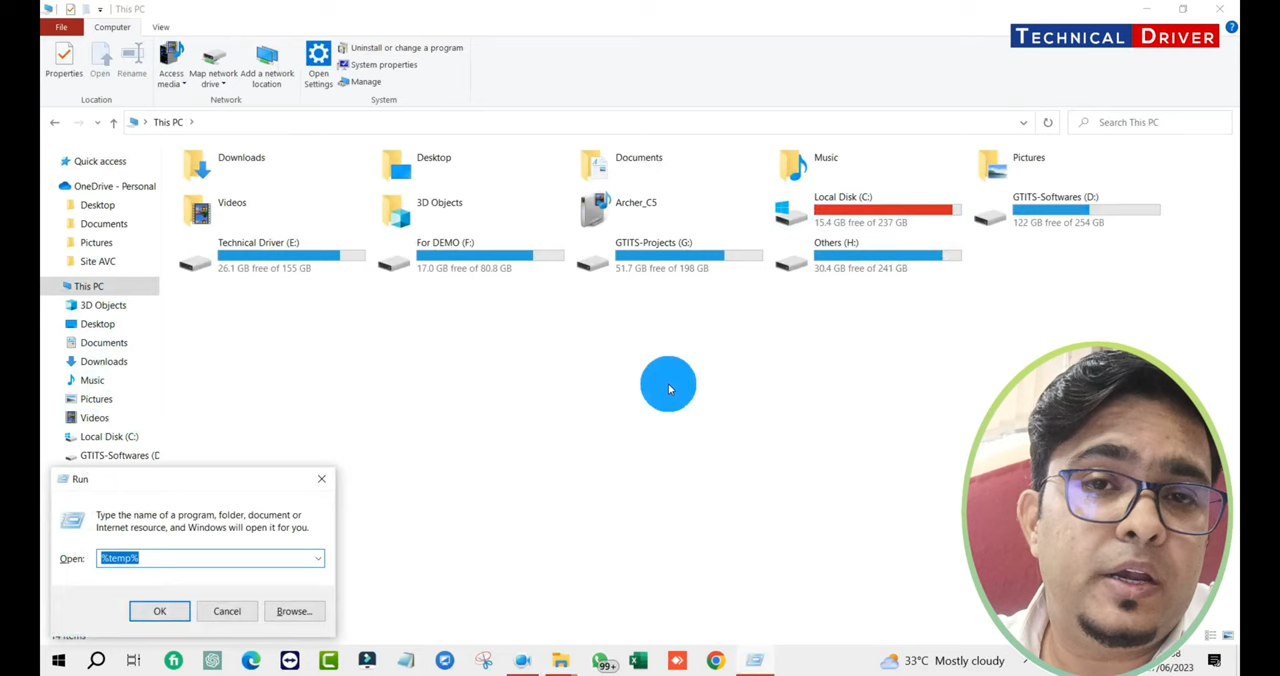 This PC
File
Computer
View
TECHNICAL DRIVER
Properties
Open
Rename
Access media
Map network drive
Add a network location
Open Settings
Uninstall or change a program
System properties
Manage
Location
Network
System
This PC
Search This PC
Quick access
OneDrive - Personal
Desktop
Documents
Pictures
Site AVC
This PC
3D Objects
Desktop
Documents
Downloads
Music
Pictures
Videos
Local Disk (C:)
GTITS-Softwares (D
Downloads
Desktop
Documents
Music
Pictures
Videos
3D Objects
Archer_C5
Local Disk (C:)
15.4 GB free of 237 GB
GTITS-Softwares (D:)
122 GB free of 254 GB
Technical Driver (E:)
26.1 GB free of 155 GB
For DEMO (F:)
17.0 GB free of 80.8 GB
GTITS-Projects (G:)
51.7 GB free of 198 GB
Others (H:)
30.4 GB free of 241 GB
Run
Type the name of a program, folder, document or
Internet resource, and Windows will open it for you.
Open:
%temp%
OK
Cancel
Browse...
99+
33°C Mostly cloudy